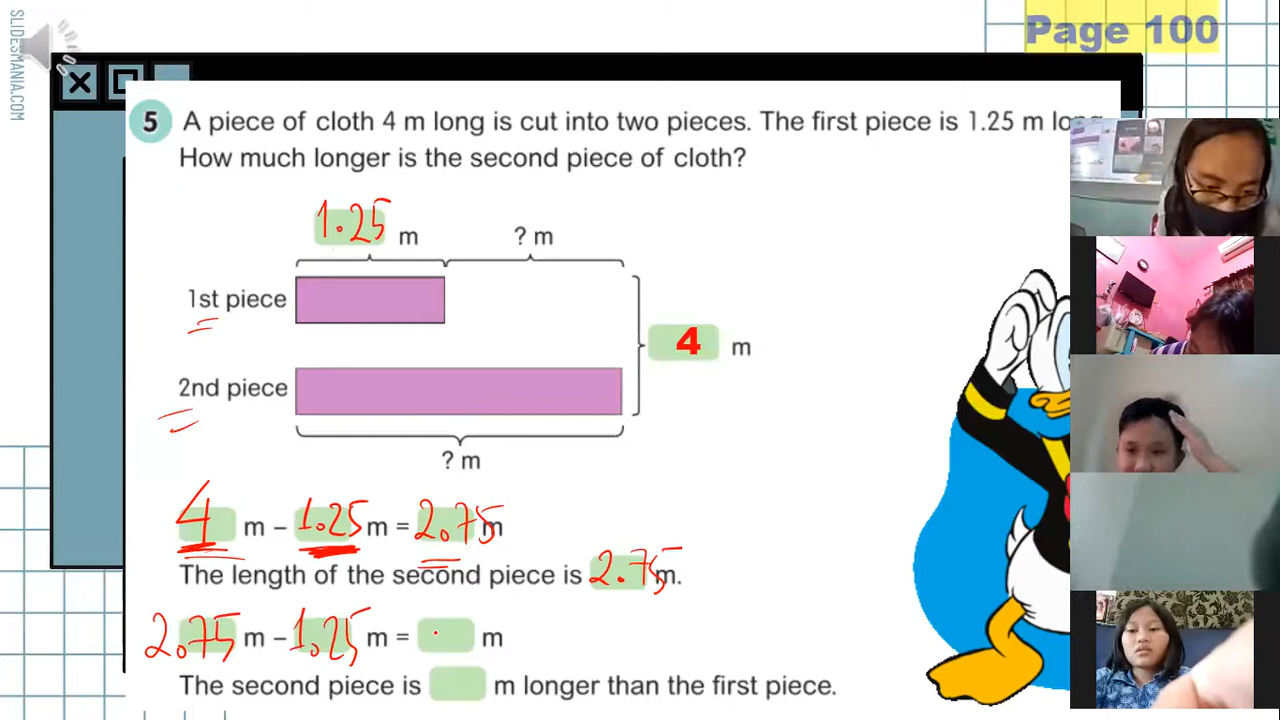 SLIDESMANIA.COM
Page 100
5 A piece of cloth 4 m long is cut into two pieces. The first piece is 1.25 m long.
How much longer is the second piece of cloth?
1.25 m ? m
1st piece
4 m
2nd piece
? m
4 m – 1.25 m = 2.75 m
The length of the second piece is 2.75 m.
2.75 m – 1.25 m = m
The second piece is m longer than the first piece.